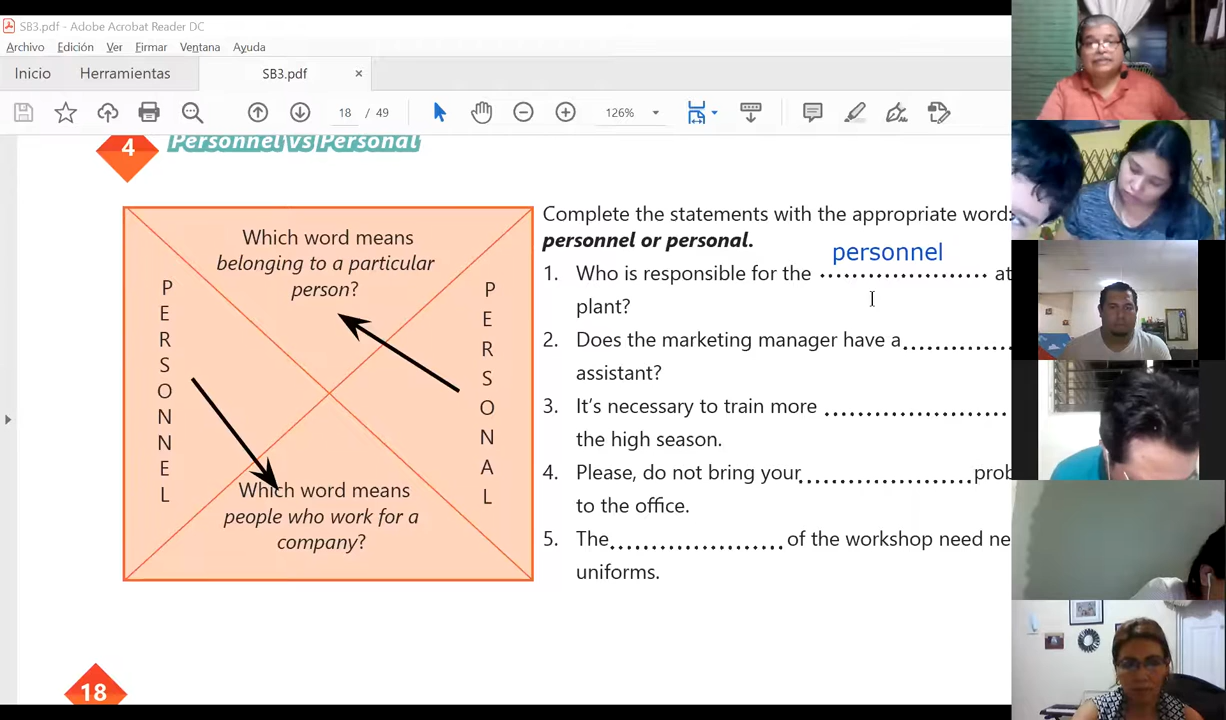 SB3.pdf - Adobe Acrobat Reader DC
Archivo Edición Ver Firmar Ventana Ayuda
Inicio Herramientas SB3.pdf ×
18 / 49 126%
4 Personnel vs Personal
Which word means
belonging to a particular
person?
PERSONNEL
PERSONAL
Which word means
people who work for a
company?
Complete the statements with the appropriate word:
personnel or personal.
personnel
1. Who is responsible for the ........................ at
plant?
2. Does the marketing manager have a................
assistant?
3. It's necessary to train more ..........................
the high season.
4. Please, do not bring your.........................prob
to the office.
5. The.........................of the workshop need ne
uniforms.
18